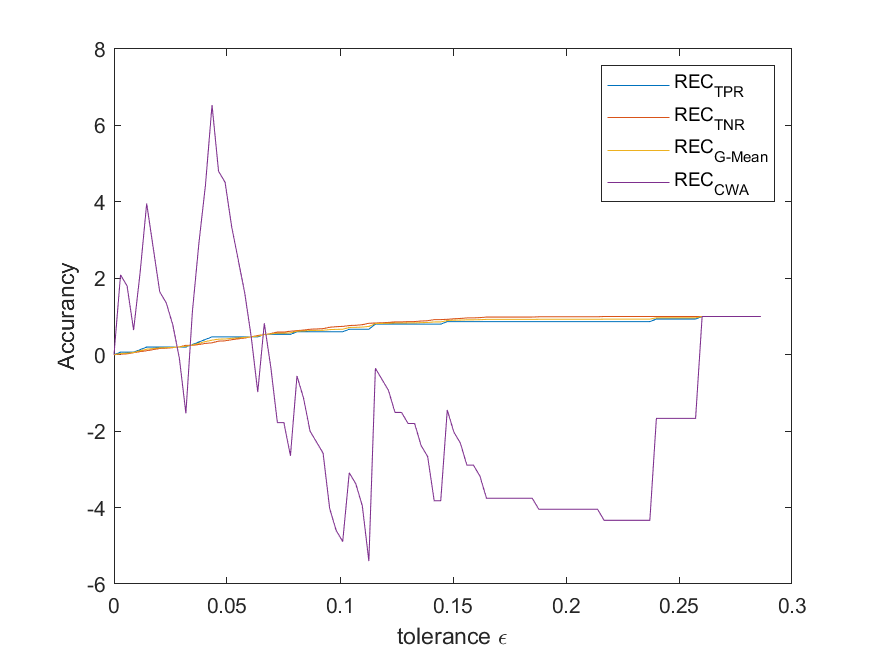 8
6
4
2
0
-2
-4
-6
Accurancy
0 0.05 0.1 0.15 0.2 0.25 0.3
tolerance ϵ
REC_TPR
REC_TNR
REC_G-Mean
REC_CWA